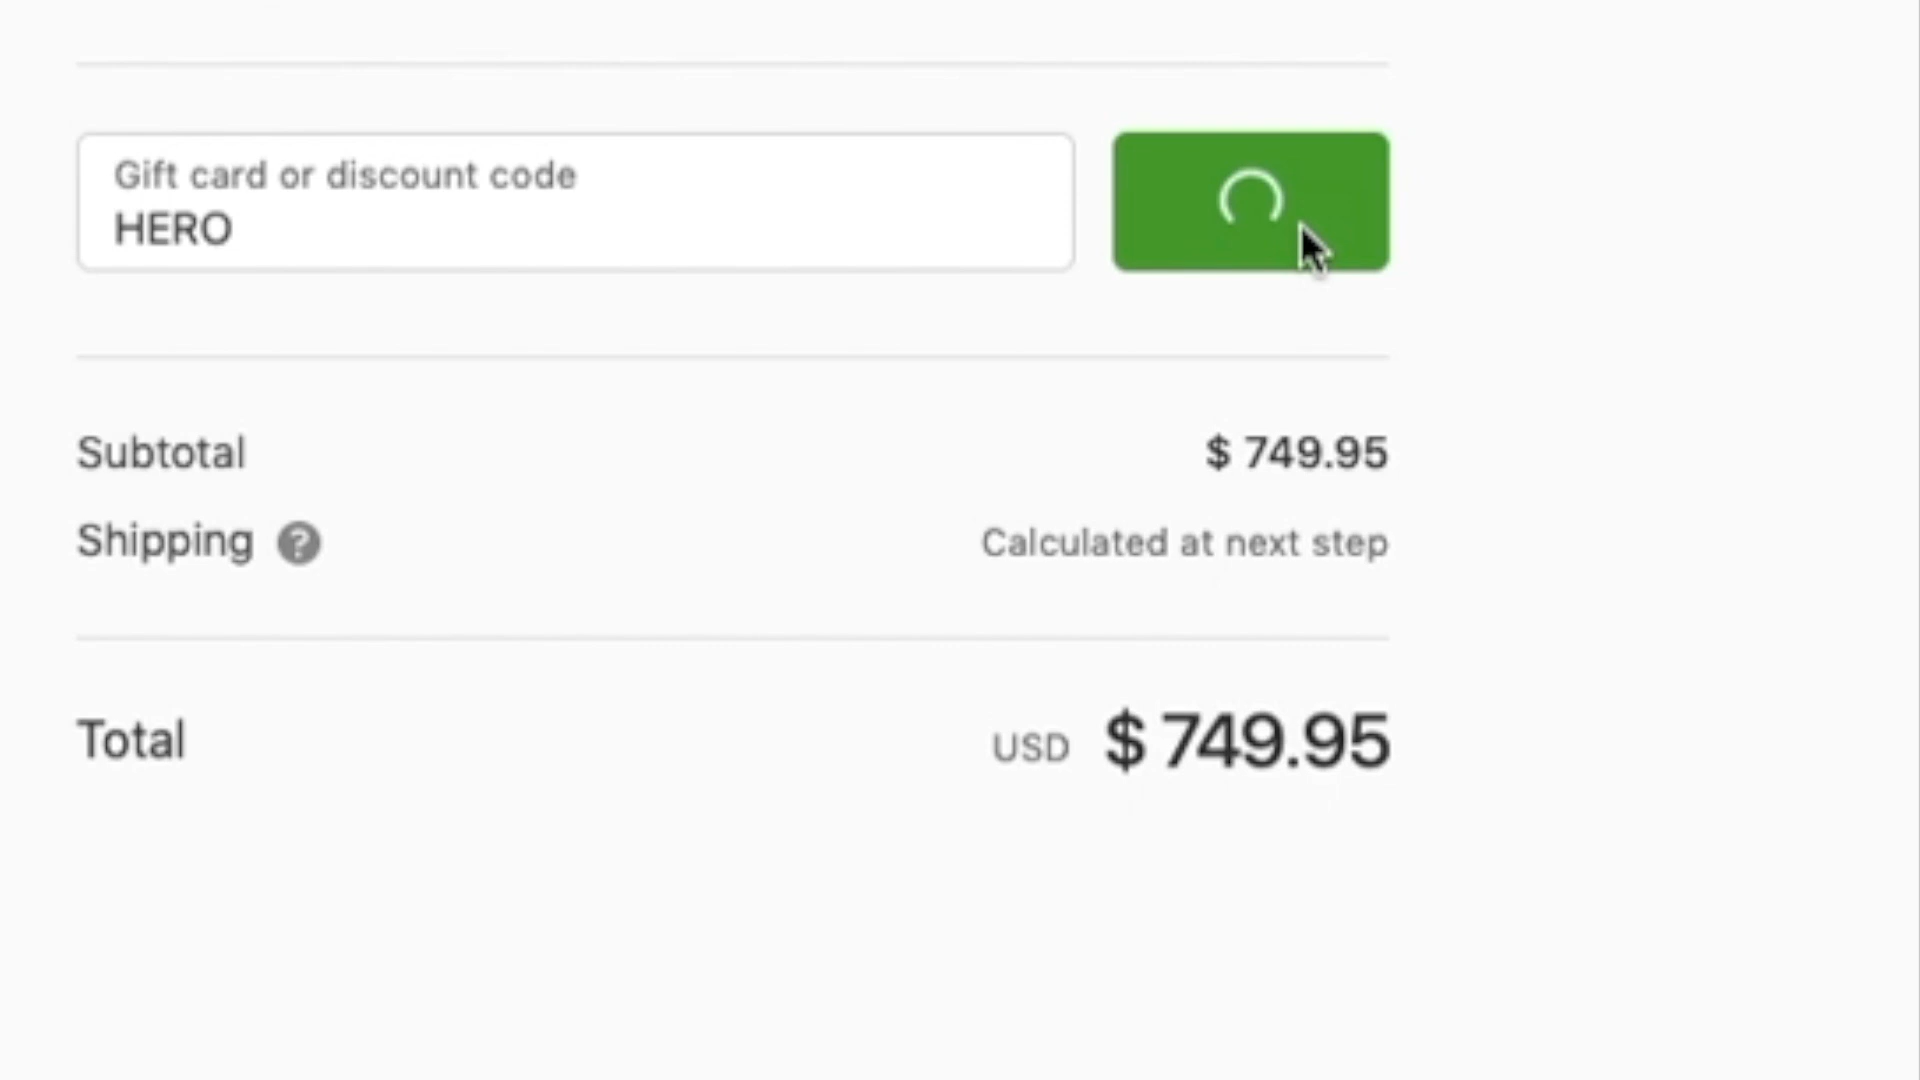 Gift card or discount code
HERO
Subtotal $ 749.95
Shipping ? Calculated at next step
Total USD $ 749.95